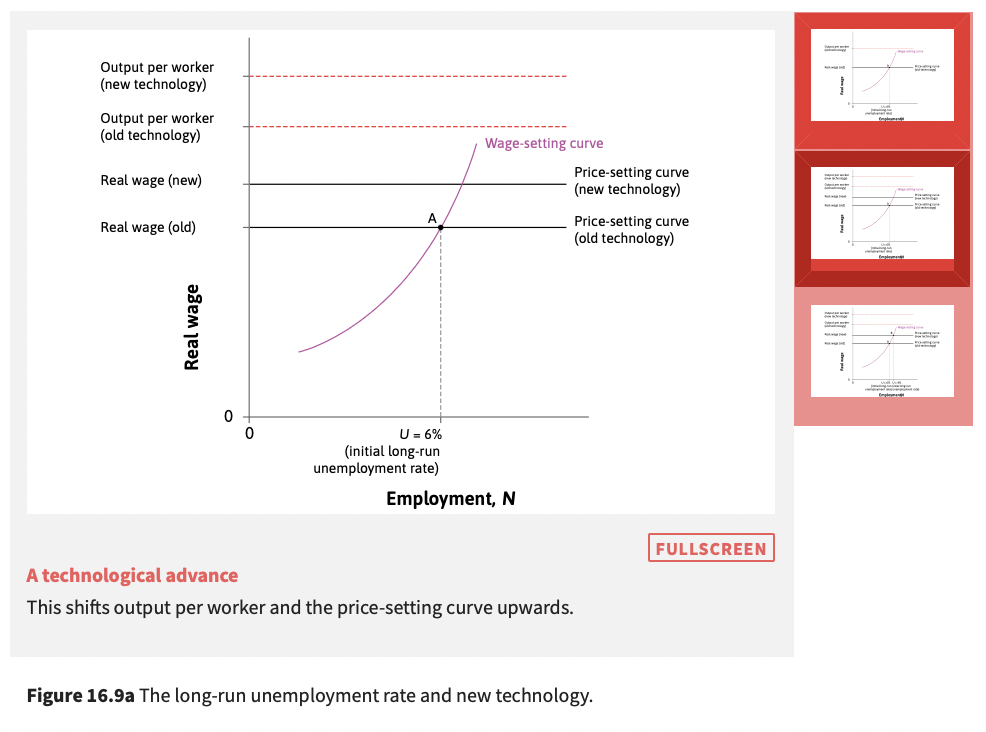 Output per worker
(new technology)
Output per worker
(old technology)
Wage-setting curve
Real wage (new)
Price-setting curve
(new technology)
A
Real wage (old)
Price-setting curve
(old technology)
Real wage
0
0
U = 6%
(initial long-run
unemployment rate)
Employment, N
FULLSCREEN
A technological advance
This shifts output per worker and the price-setting curve upwards.
Figure 16.9a The long-run unemployment rate and new technology.